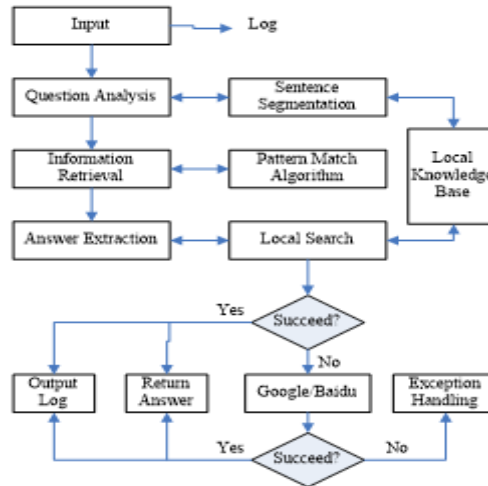 Input
Log
Question Analysis
Sentence
Segmentation
Information
Retrieval
Pattern Match
Algorithm
Local
Knowledge
Base
Answer Extraction
Local Search
Yes
Succeed?
No
Output
Log
Return
Answer
Google/Baidu
Exception
Handling
Yes
Succeed?
No